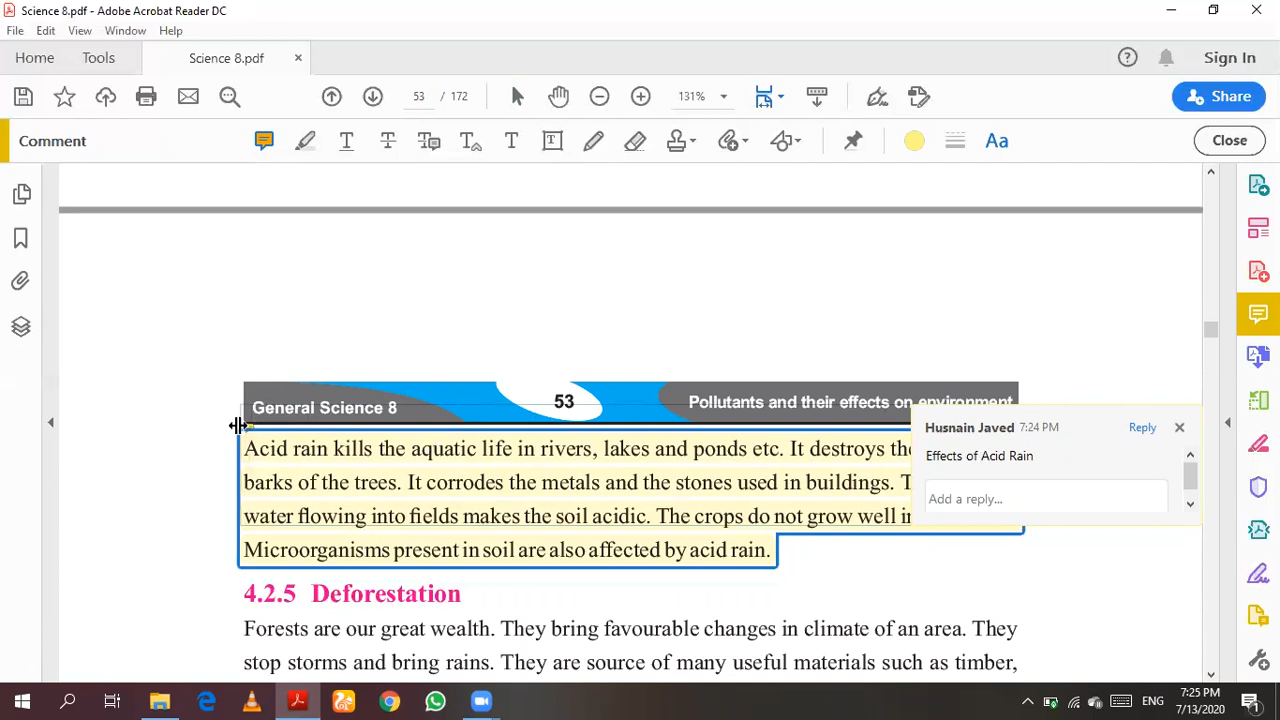 Science 8.pdf - Adobe Acrobat Reader DC
File Edit View Window Help
Home Tools Science 8.pdf Sign In
53 / 172 131% Share
Comment Close
General Science 8 53 Pollutants and their effects on environment
Acid rain kills the aquatic life in rivers, lakes and ponds etc. It destroys the
barks of the trees. It corrodes the metals and the stones used in buildings.
water flowing into fields makes the soil acidic. The crops do not grow well in
Microorganisms present in soil are also affected by acid rain.
Husnain Javed 7:24 PM Reply
Effects of Acid Rain
Add a reply...
4.2.5 Deforestation
Forests are our great wealth. They bring favourable changes in climate of an area. They
stop storms and bring rains. They are source of many useful materials such as timber,
ENG 7:25 PM
7/13/2020